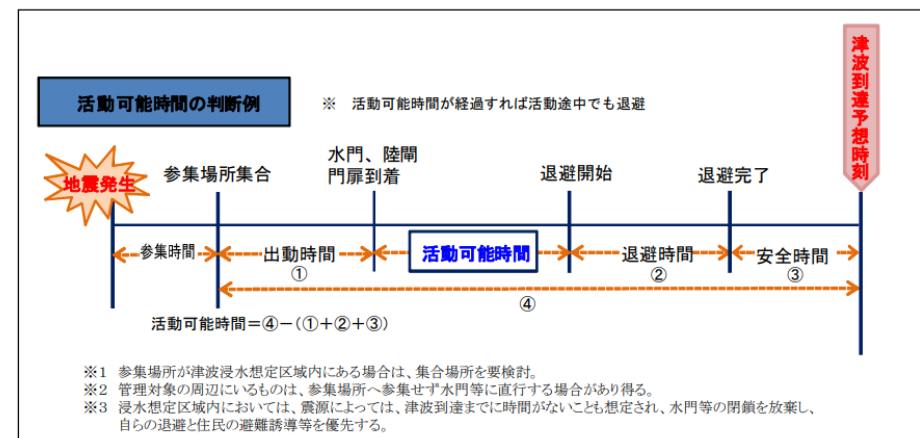 津波到達予想時刻
活動可能時間の判断例
※ 活動可能時間が経過すれば活動途中でも退避
地震発生
参集場所集合
水門、陸閘
門扉到着
退避開始
退避完了
参集時間
出動時間
①
活動可能時間
退避時間
②
安全時間
③
④
活動可能時間=④-(①+②+③)
※1 参集場所が津波浸水想定区域内にある場合は、集合場所を要検討。
※2 管理対象の周辺にいるものは、参集場所へ参集せず水門等に直行する場合があり得る。
※3 浸水想定区域内においては、震源によっては、津波到達までに時間がないことも想定され、水門等の閉鎖を放棄し、
自らの退避と住民の避難誘導等を優先する。